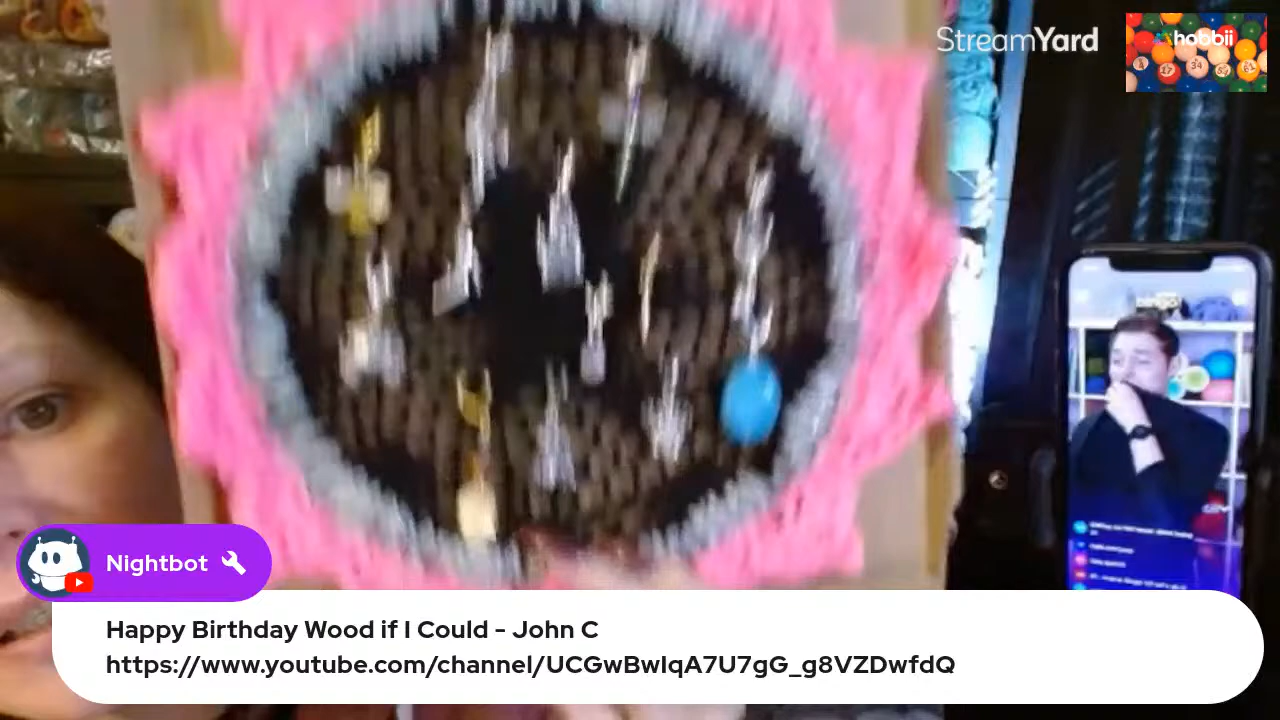 StreamYard
hobbii
Nightbot
Happy Birthday Wood if I Could - John C
https://www.youtube.com/channel/UCGwBwIqA7U7gG_g8VZDwfdQ